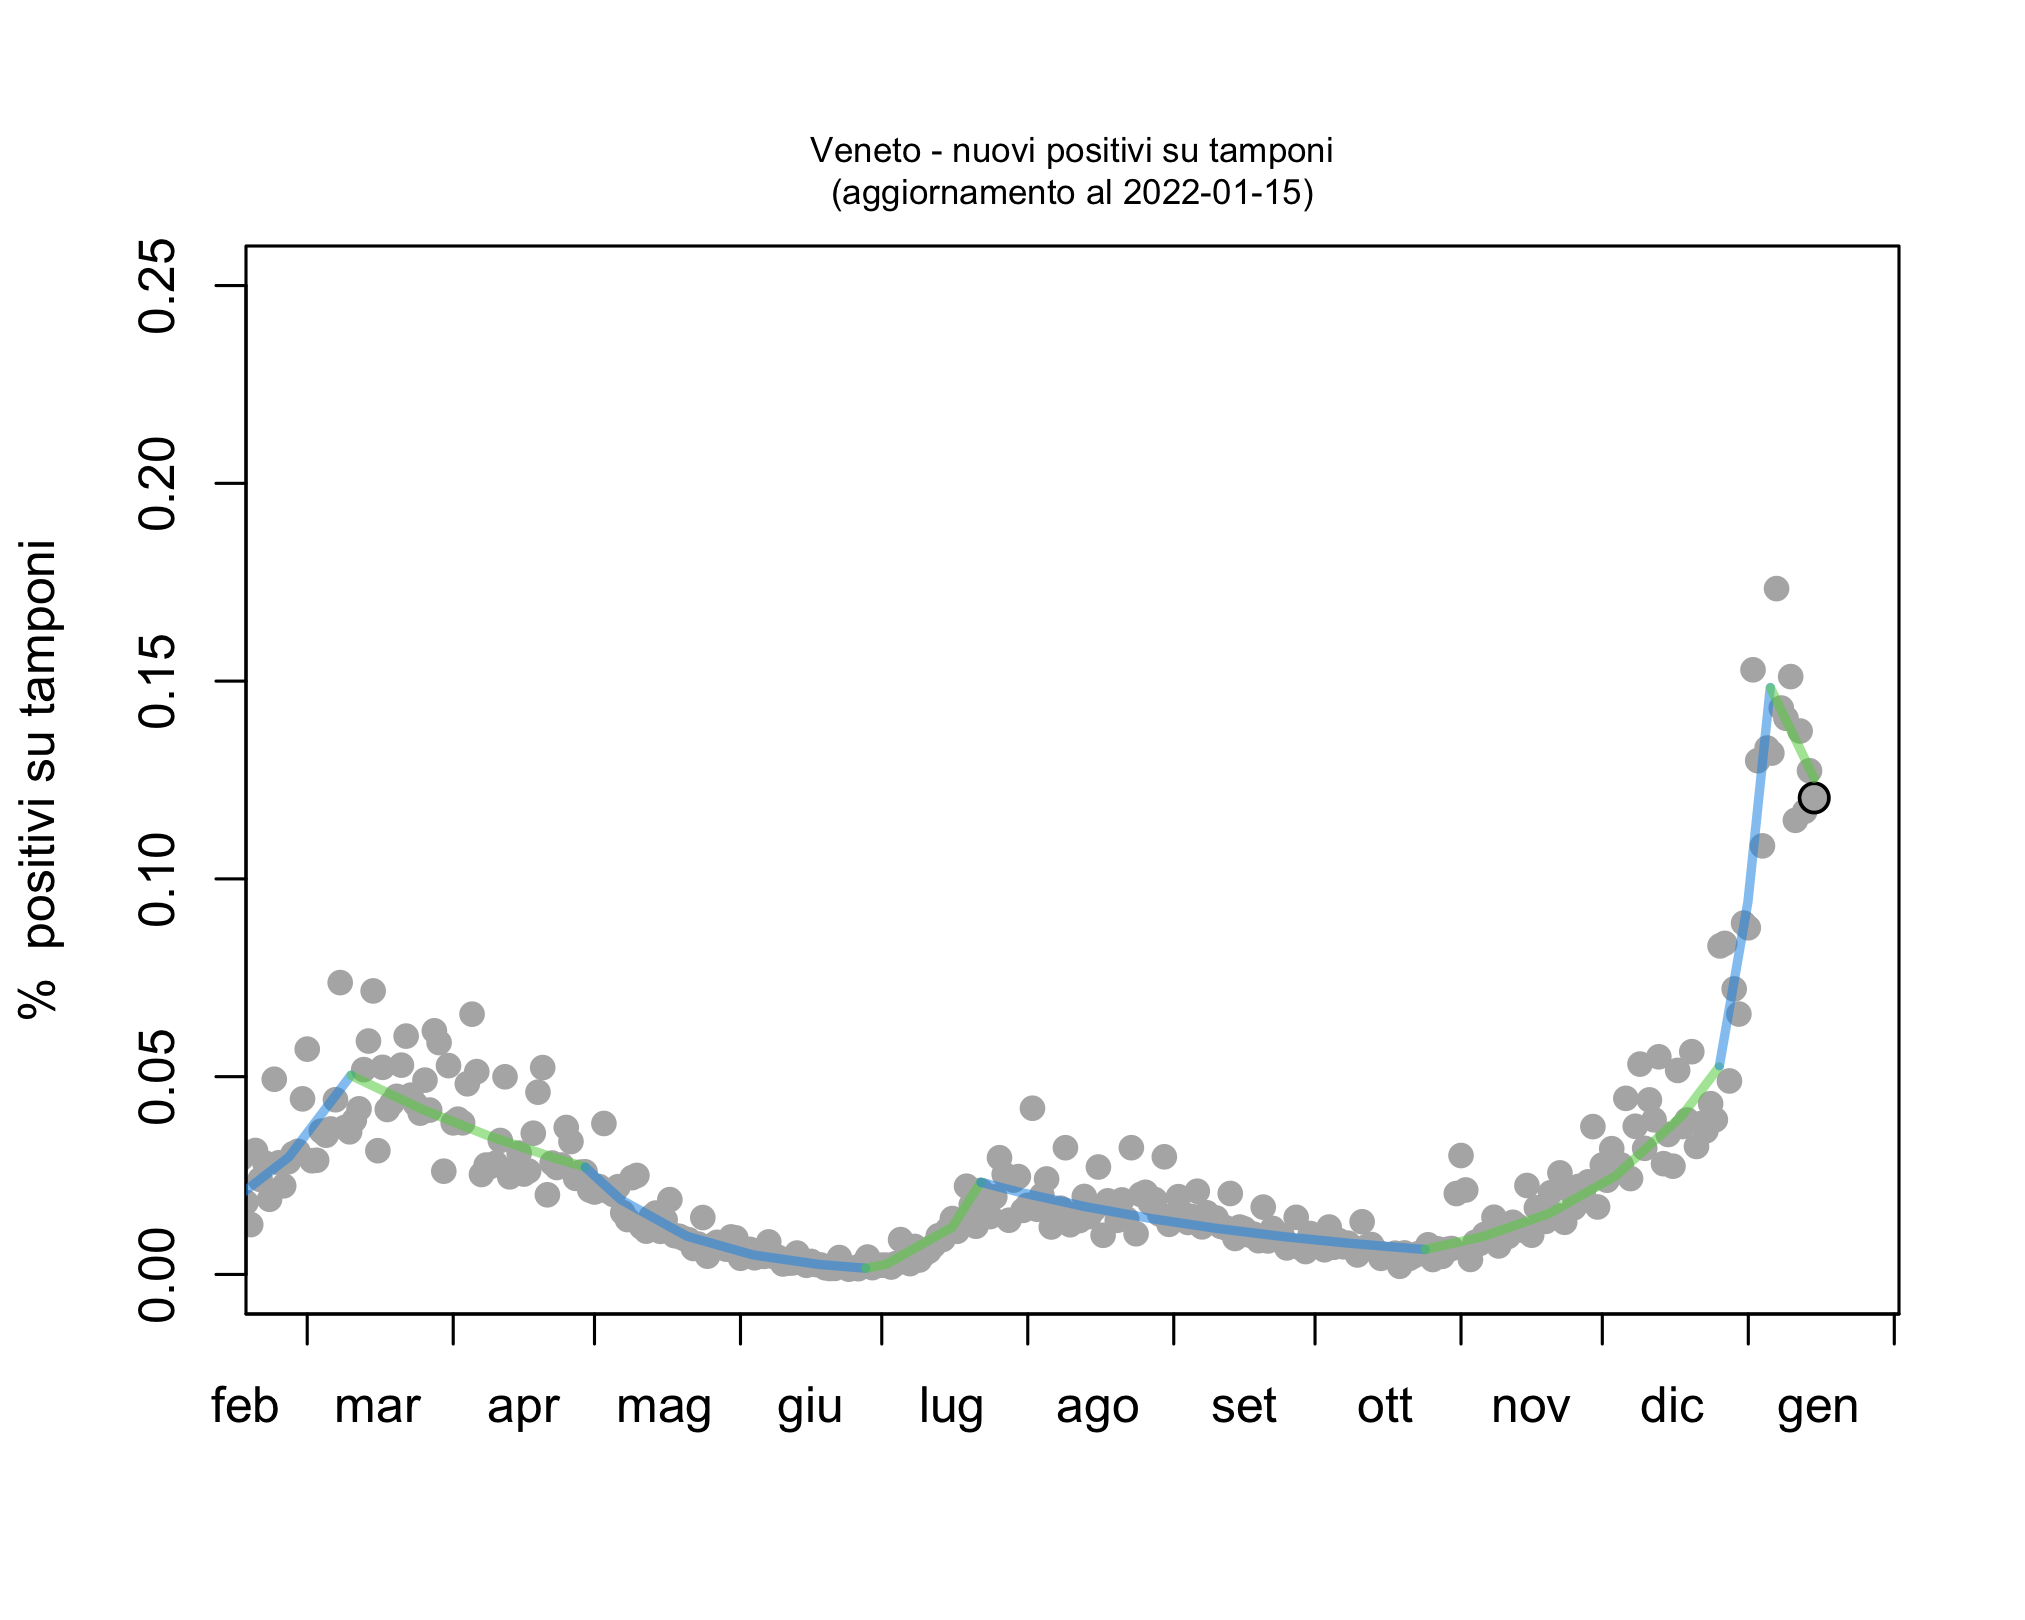 Veneto - nuovi positivi su tamponi
(aggiornamento al 2022-01-15)
% positivi su tamponi
0.25
0.20
0.15
0.10
0.05
0.00
feb mar apr mag giu lug ago set ott nov dic gen